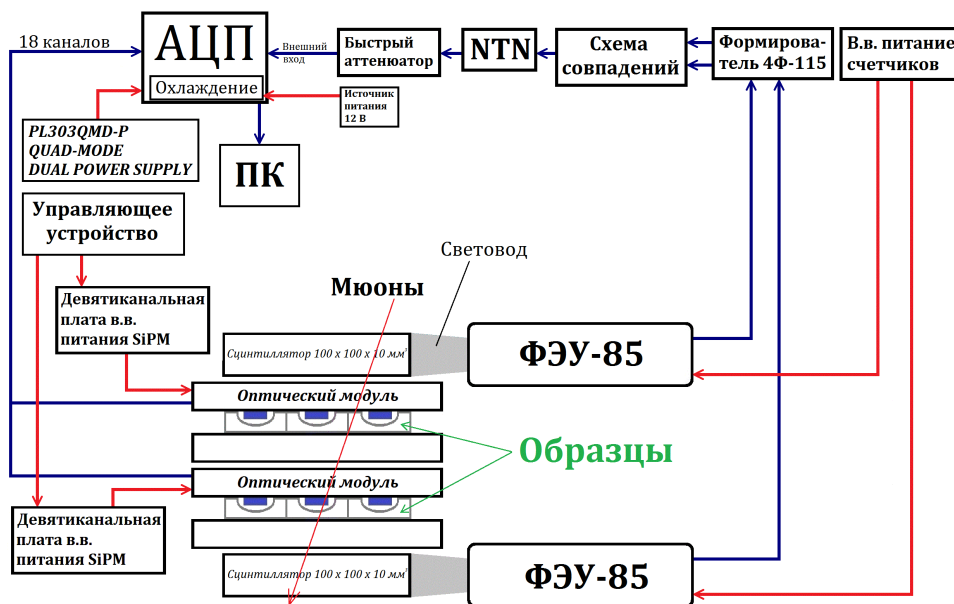 18 каналов
АЦП
Охлаждение
Внешний
вход
Быстрый
аттенюатор
NTN
Схема
совпадений
Формирова-
тель 4Ф-115
В.в. питание
счетчиков
Источник
питания
12 В
PL303QMD-P
QUAD-MODE
DUAL POWER SUPPLY
ПК
Управляющее
устройство
Световод
Мюоны
Девятиканальная
плата в.в.
питания SiPM
Сцинтиллятор 100 x 100 x 10 мм³
ФЭУ-85
Оптический модуль
Образцы
Оптический модуль
Девятиканальная
плата в.в.
питания SiPM
Сцинтиллятор 100 x 100 x 10 мм³
ФЭУ-85